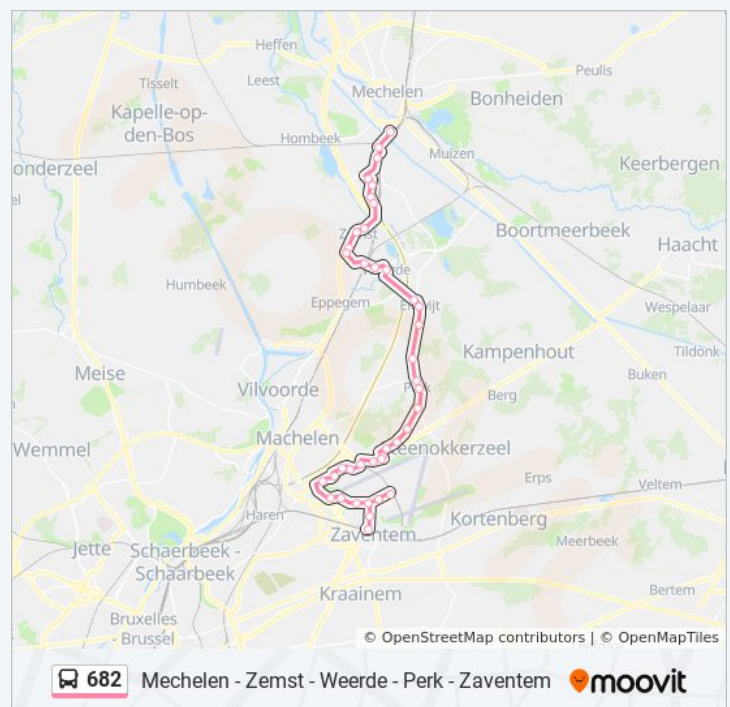 Heffen
Peulis
Tisselt
Leest
Mechelen
Bonheiden
Kapelle-op-
den-Bos
Hombeek
Muizen
Keerbergen
onderzeel
el
Boortmeerbeek
Haacht
Humbeek
Eppegem
Wespelaar
Kampenhout
Tildonk
Meise
Buken
Vilvoorde
Berg
Machelen
Wemmel
eenokkerzeel
Erps
Veltem
Haren
Kortenberg
Zaventem
Meerbeek
Jette
Schaerbeek -
Schaarbeek
Kraainem
Bertem
Bruxelles
- Brussel
© OpenStreetMap contributors | © OpenMapTiles
682 Mechelen - Zemst - Weerde - Perk - Zaventem moovit